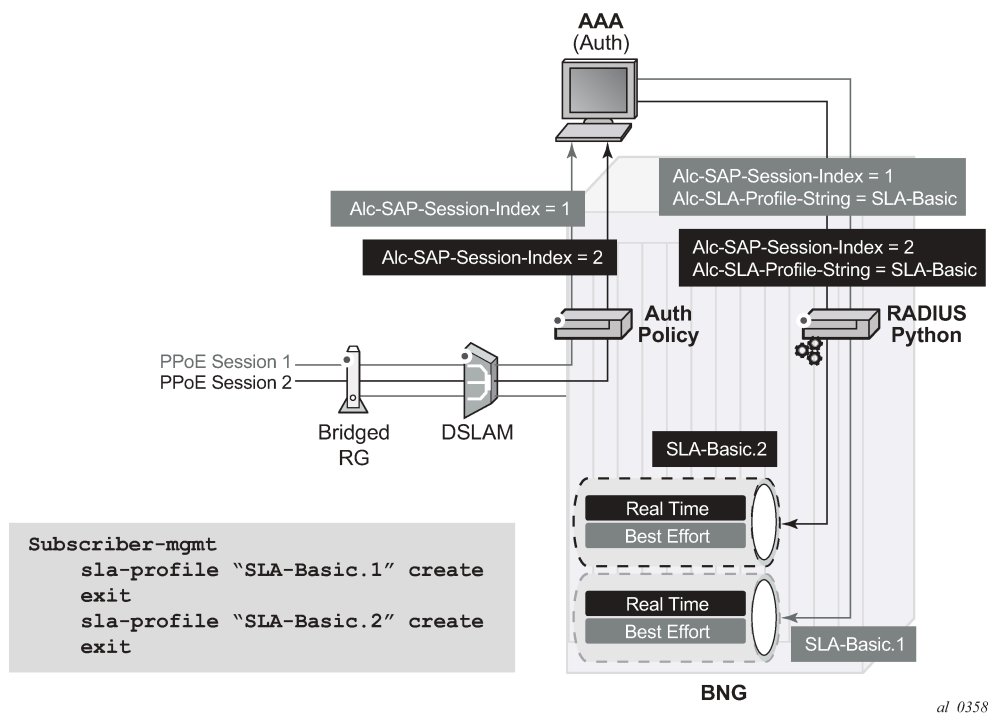 AAA
(Auth)
Alc-SAP-Session-Index = 1
Alc-SLA-Profile-String = SLA-Basic
Alc-SAP-Session-Index = 1
Alc-SAP-Session-Index = 2
Alc-SLA-Profile-String = SLA-Basic
Alc-SAP-Session-Index = 2
Auth
Policy
RADIUS
Python
PPoE Session 1
PPoE Session 2
Bridged
RG
DSLAM
SLA-Basic.2
Real Time
Best Effort
Subscriber-mgmt
sla-profile “SLA-Basic.1” create
exit
sla-profile “SLA-Basic.2” create
exit
Real Time
Best Effort
SLA-Basic.1
BNG
al_0358